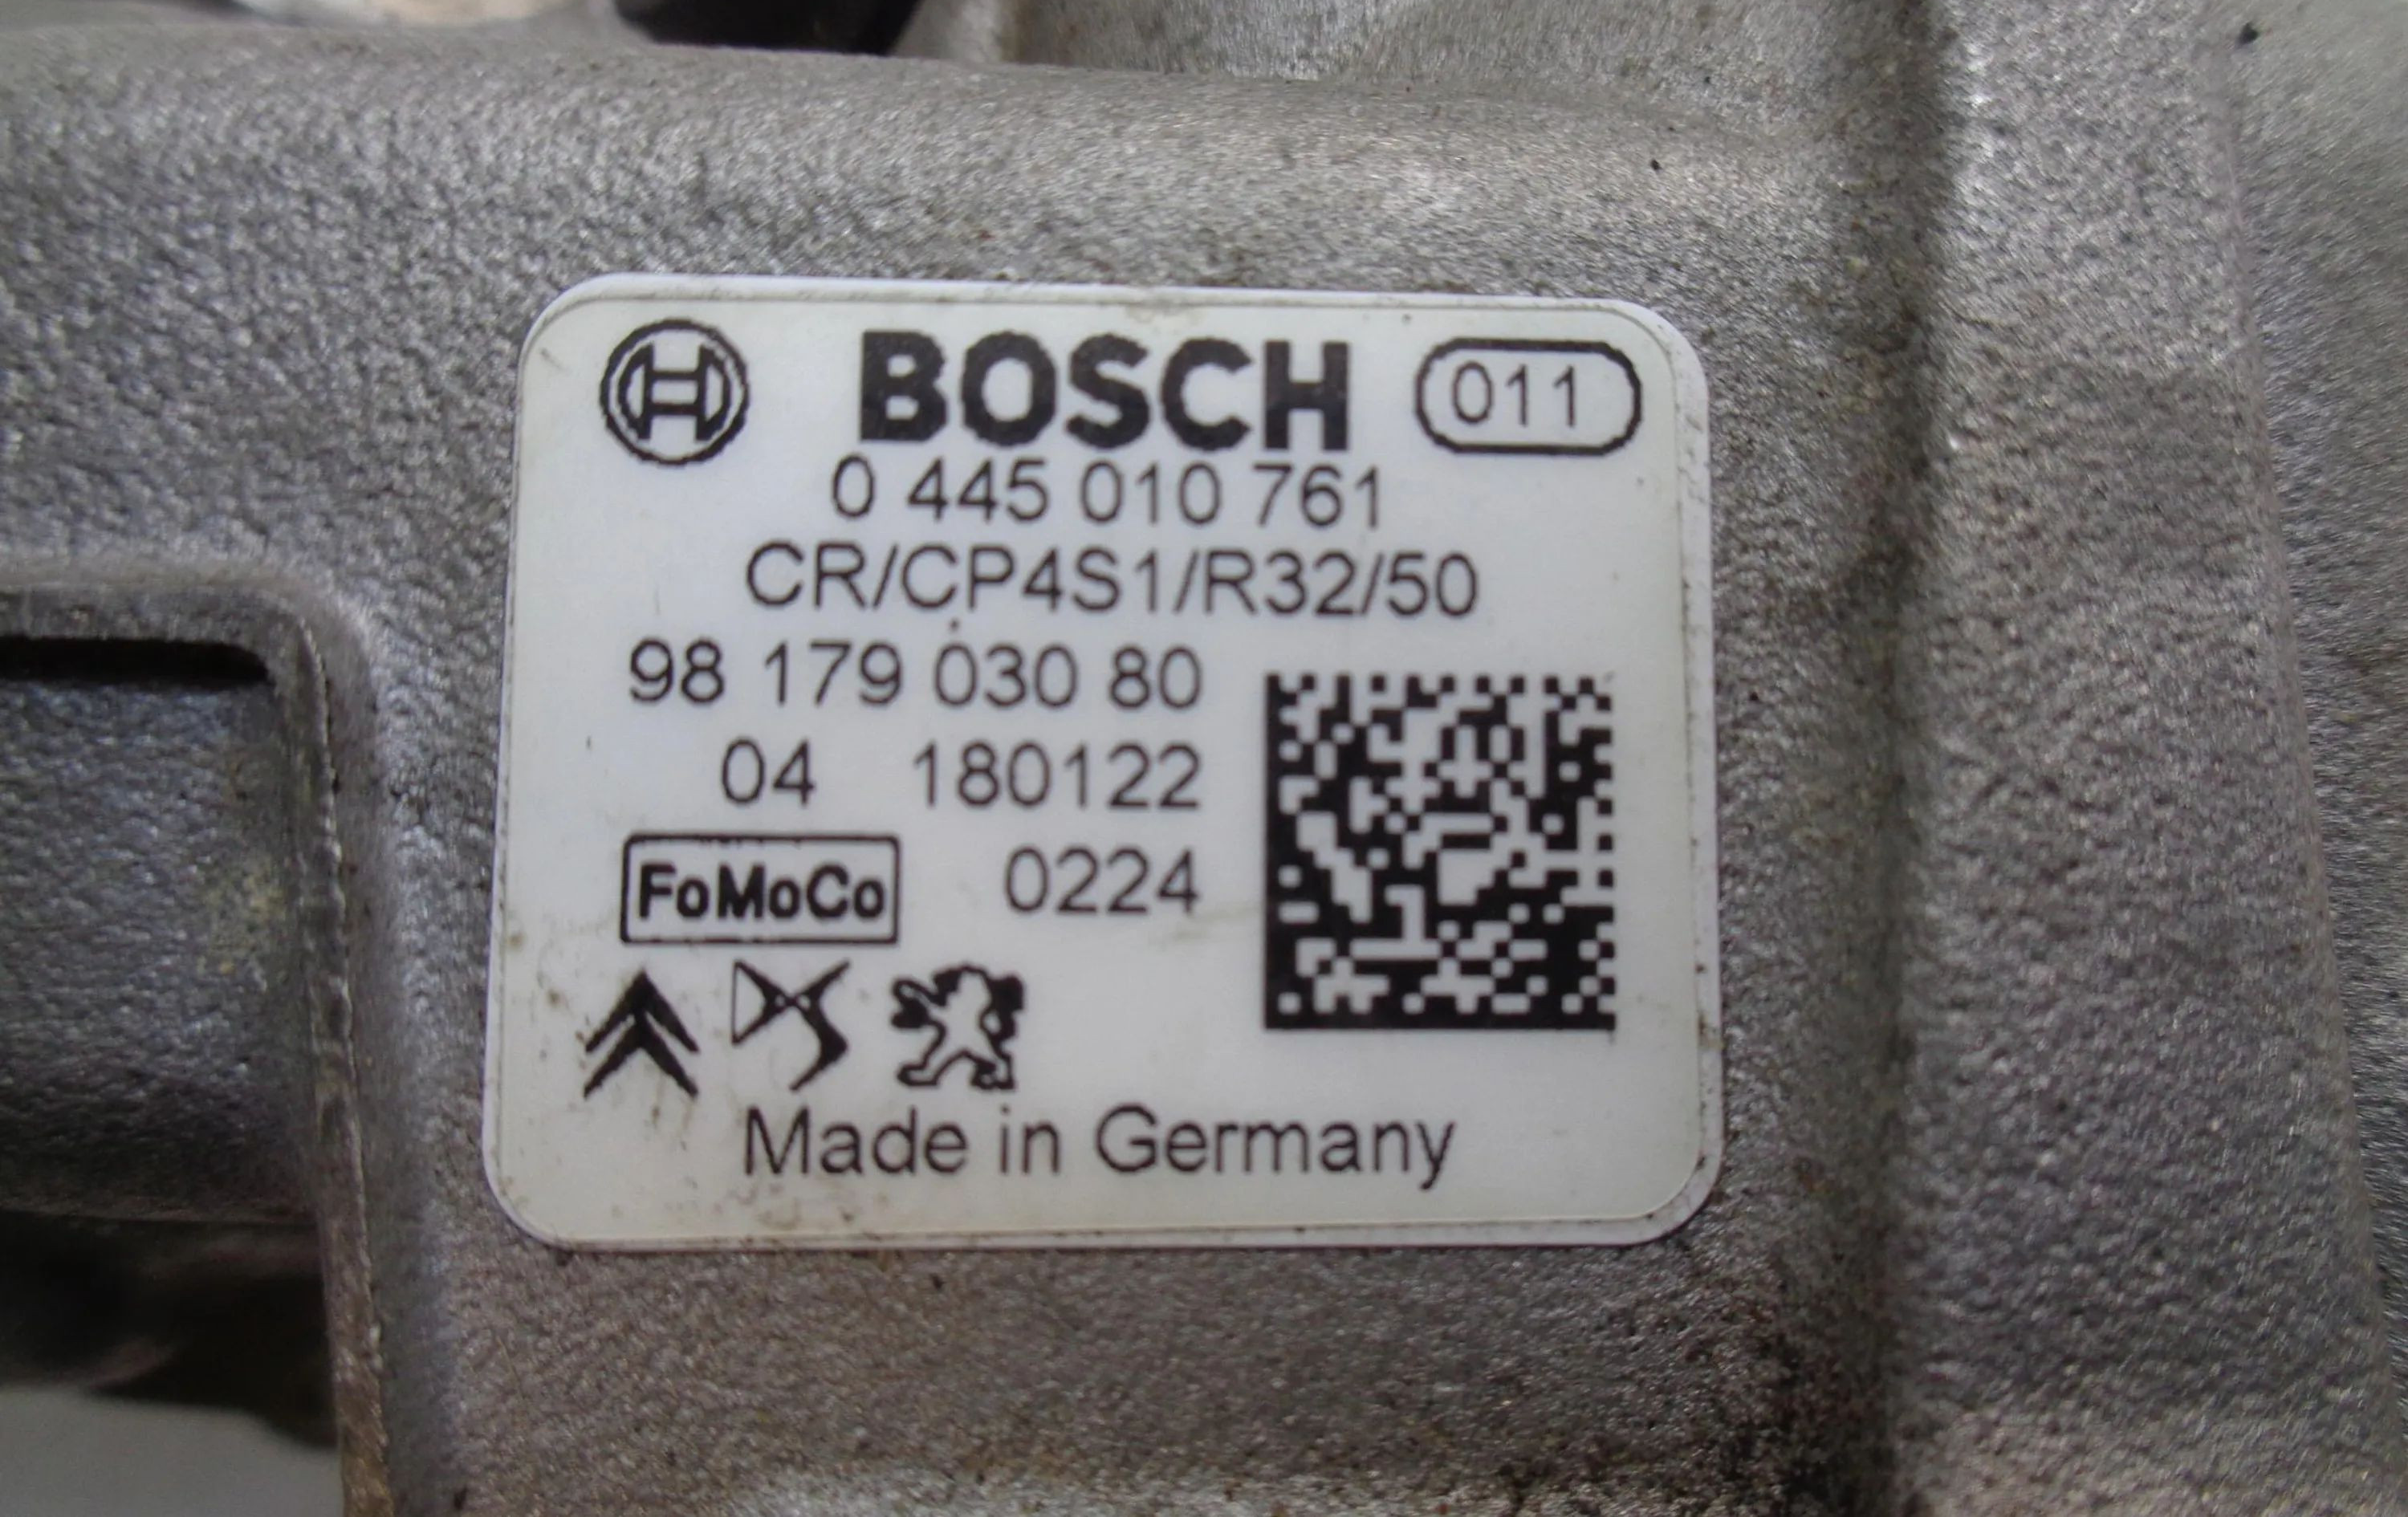 BOSCH 011
0 445 010 761
CR/CP4S1/R32/50
98 179 030 80
04 180122
FoMoCo 0224
Made in Germany